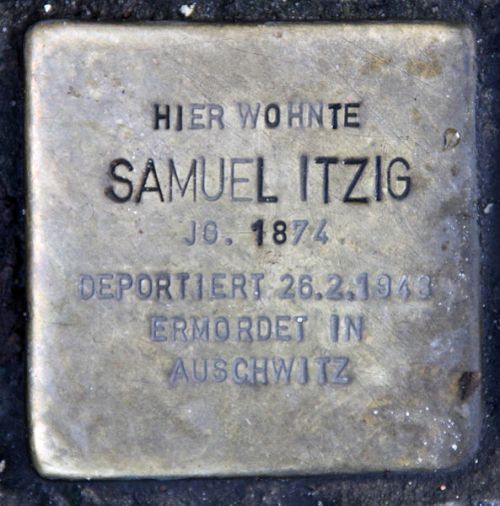 HIER WOHNTE
SAMUEL ITZIG
JG. 1874
DEPORTIERT 26.2.1943
ERMORDET IN
AUSCHWITZ